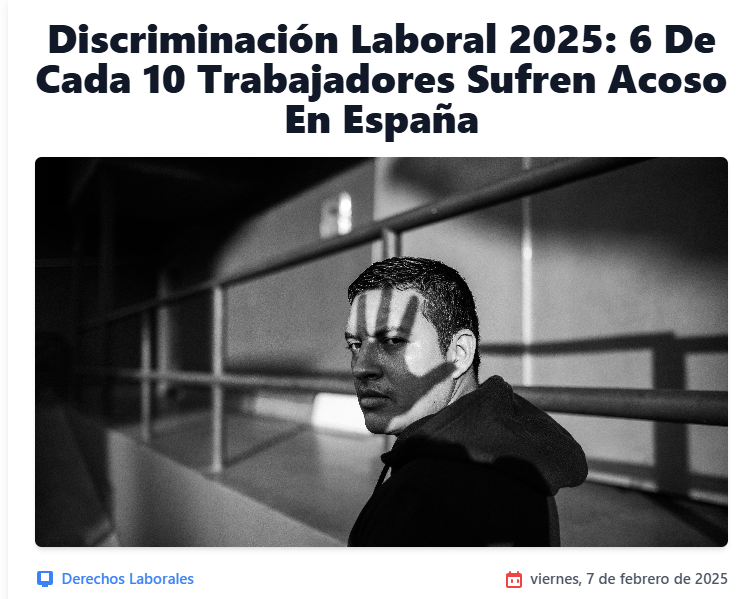 Discriminación Laboral 2025: 6 De
Cada 10 Trabajadores Sufren Acoso
En España
Derechos Laborales
viernes, 7 de febrero de 2025